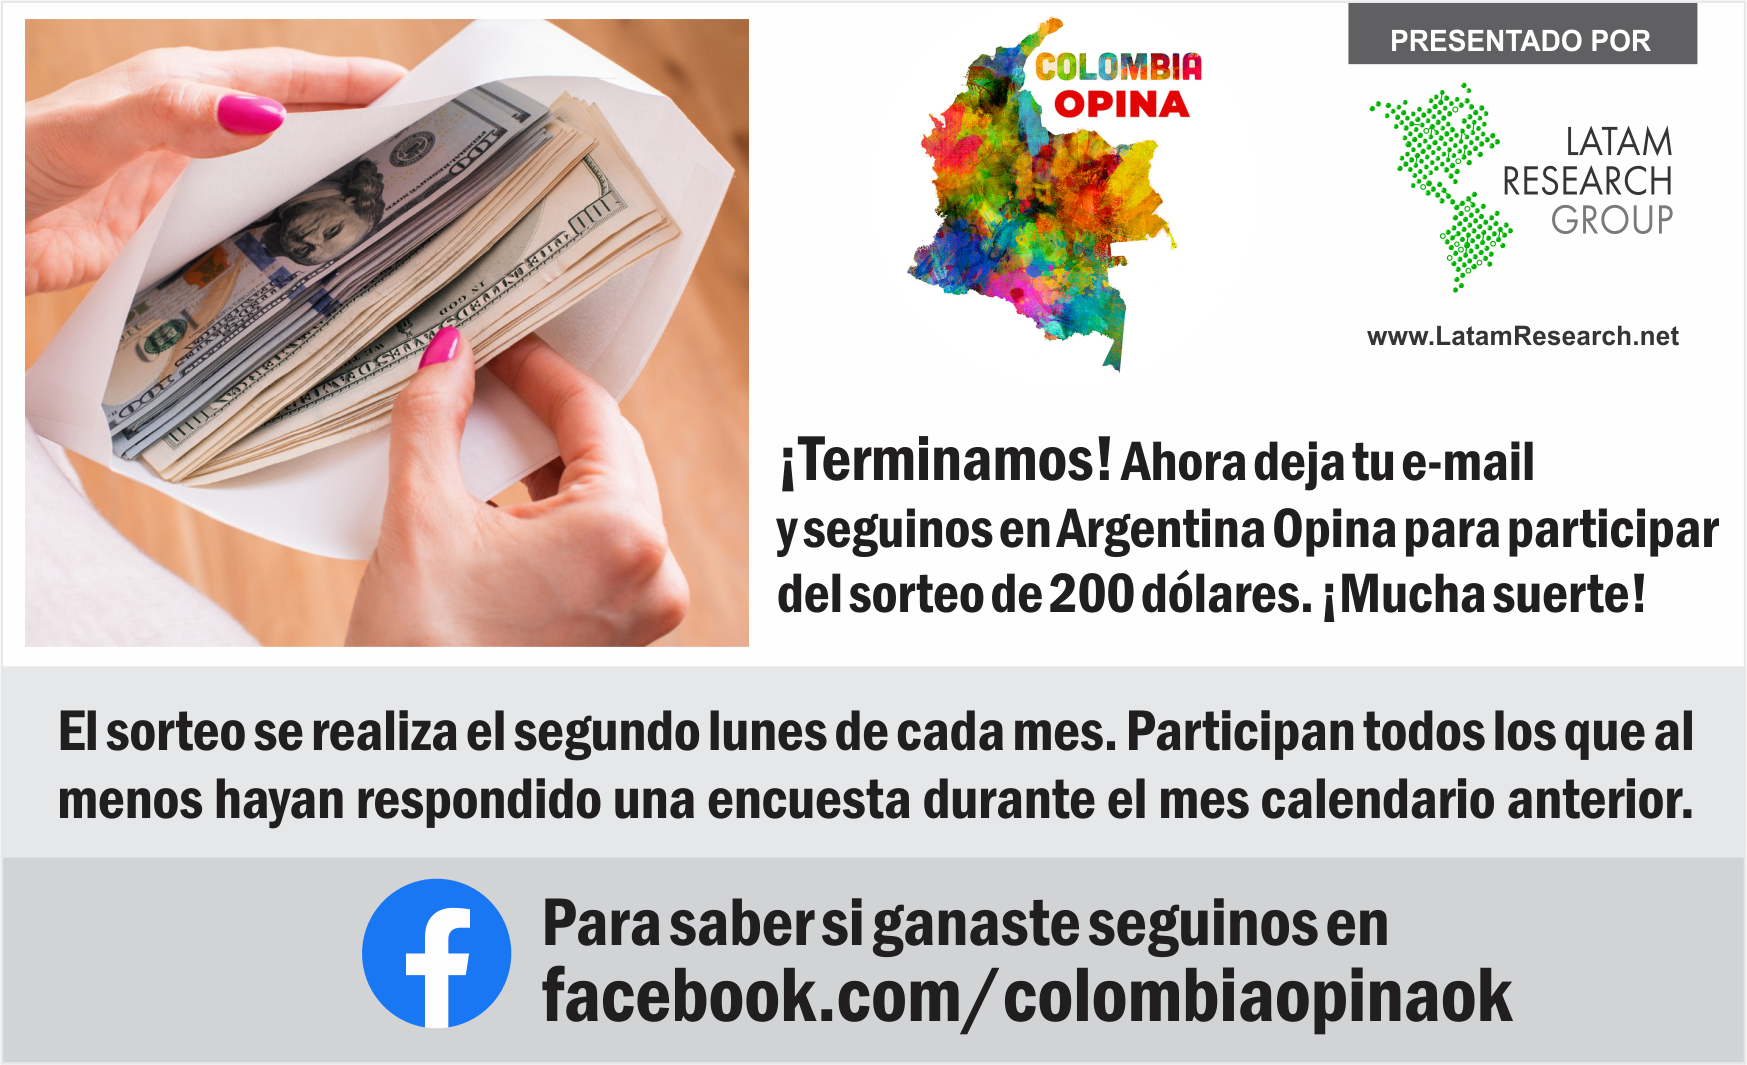 COLOMBIA
OPINA
PRESENTADO POR
LATAM
RESEARCH
GROUP
www.LatamResearch.net
¡Terminamos! Ahora deja tu e-mail
y seguinos en Argentina Opina para participar
del sorteo de 200 dólares. ¡Mucha suerte!
El sorteo se realiza el segundo lunes de cada mes. Participan todos los que al
menos hayan respondido una encuesta durante el mes calendario anterior.
Para saber si ganaste seguinos en
facebook.com/colombiaopinaok